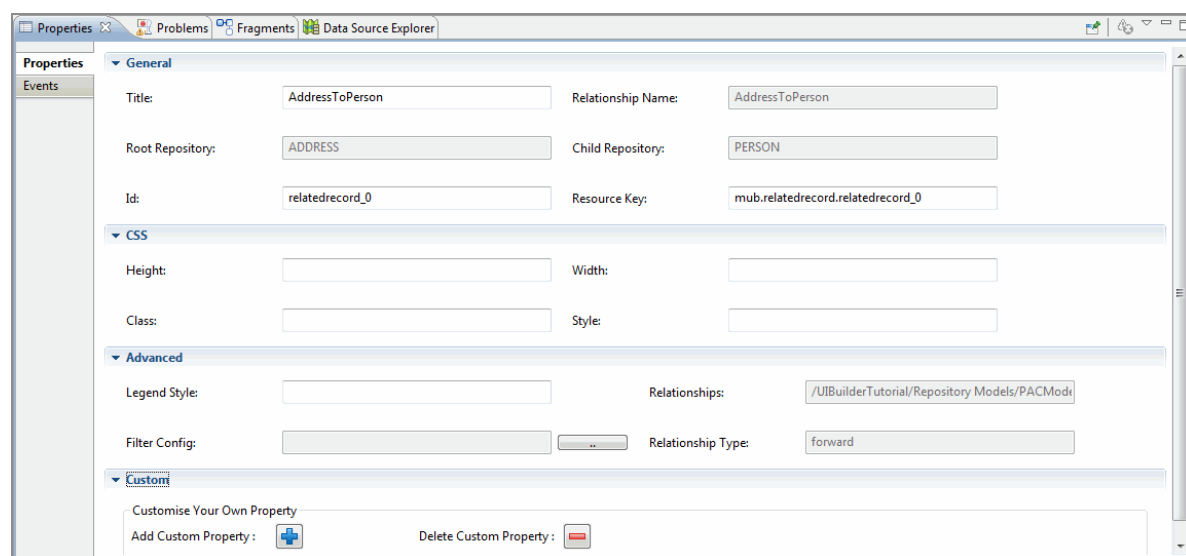 Properties Problems Fragments Data Source Explorer
Properties
Events
General
Title: AddressToPerson Relationship Name: AddressToPerson
Root Repository: ADDRESS Child Repository: PERSON
Id: relatedrecord_0 Resource Key: mub.relatedrecord.relatedrecord_0
CSS
Height: Width:
Class: Style:
Advanced
Legend Style: Relationships: /UIBuilderTutorial/Repository Models/PACMode
Filter Config: .. Relationship Type: forward
Custom
Customise Your Own Property
Add Custom Property : Delete Custom Property :